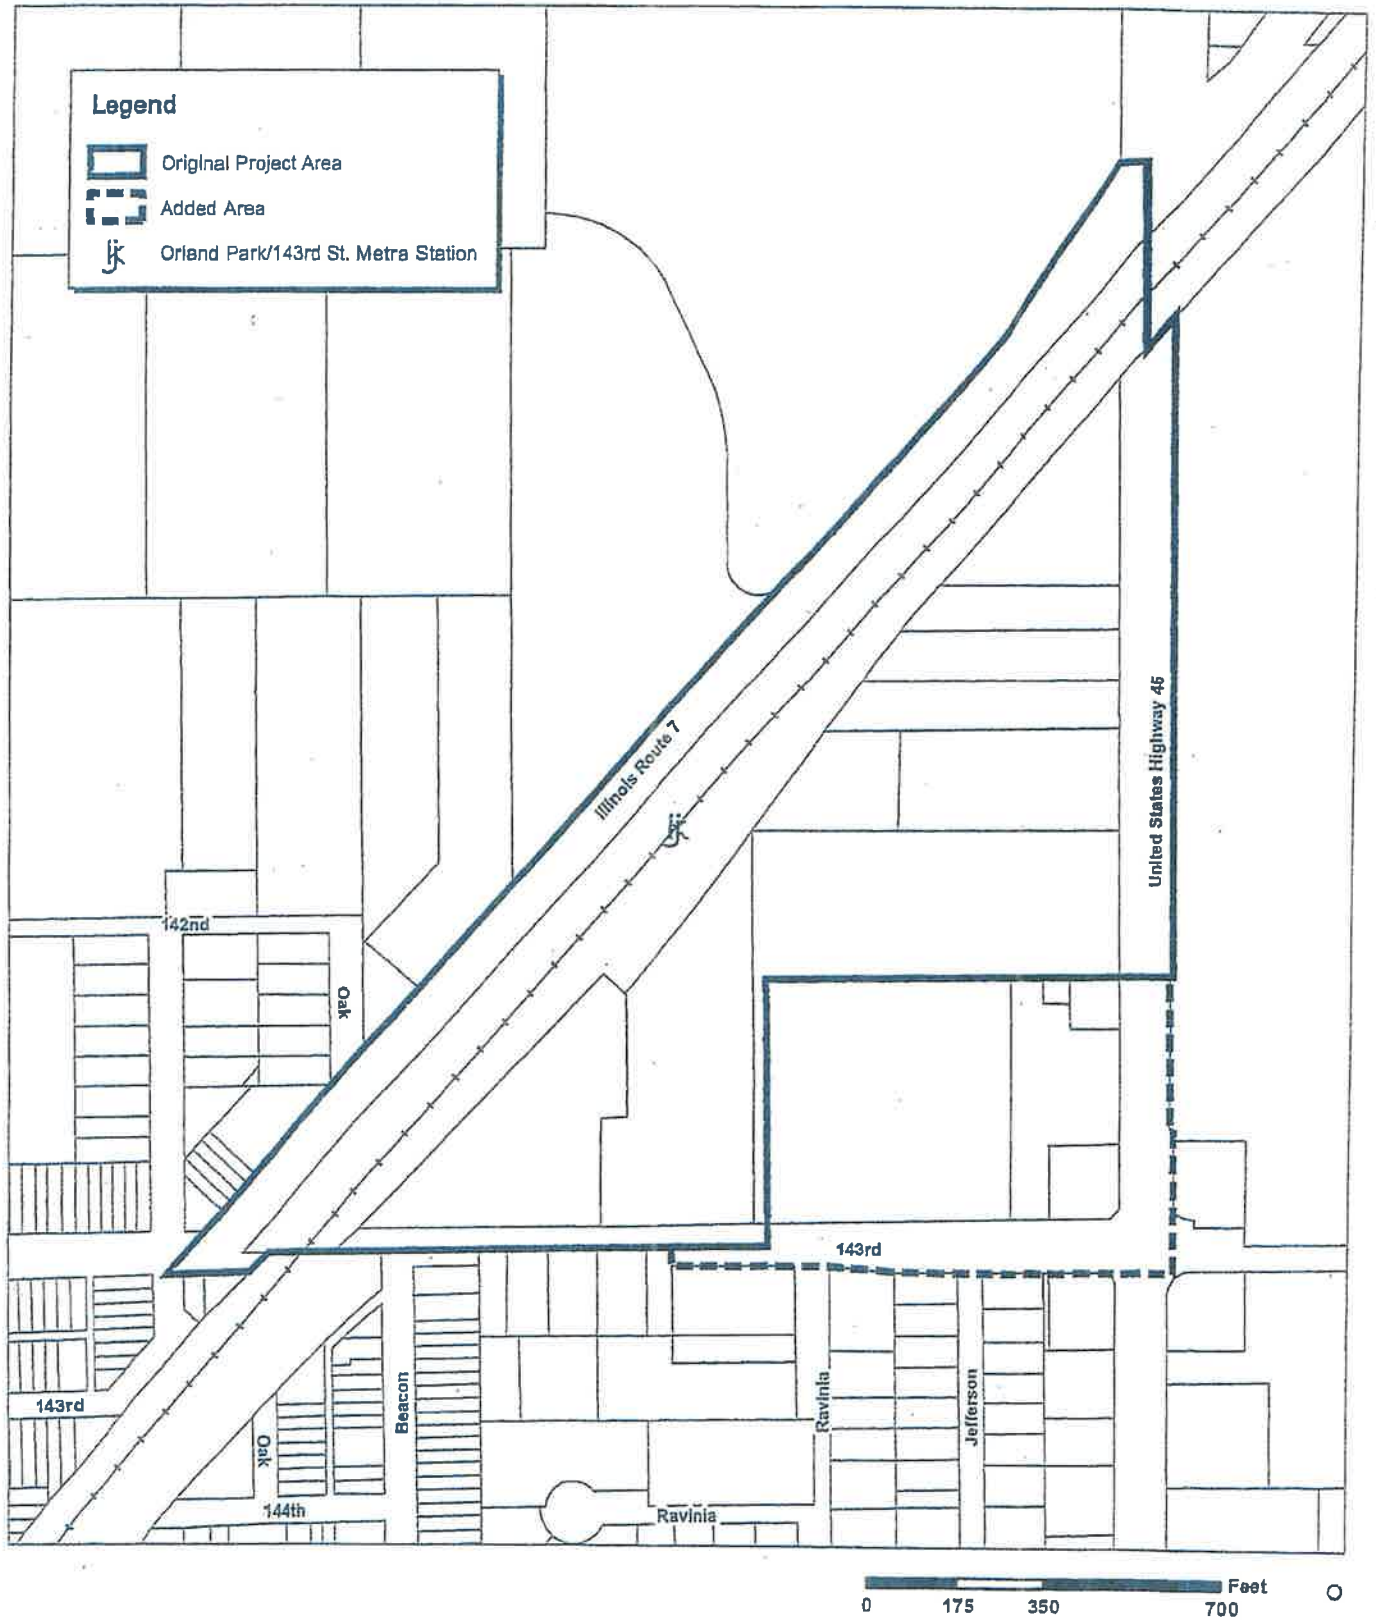 Legend
Original Project Area
Added Area
Orland Park/143rd St. Metra Station
Illinois Route 7
United States Highway 45
142nd
Oak
143rd
143rd
Beacon
Oak
144th
Ravinia
Jefferson
Ravinia
Feet
0 175 350 700